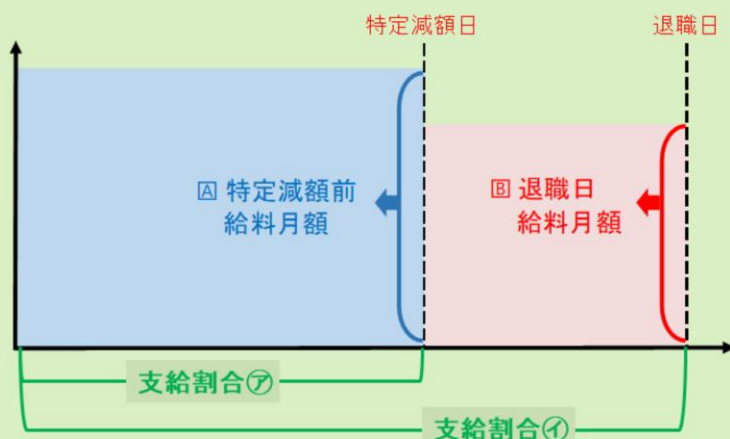 特定減額日
退職日
🄰 特定減額前
給料月額
🄱 退職日
給料月額
支給割合㋐
支給割合㋑